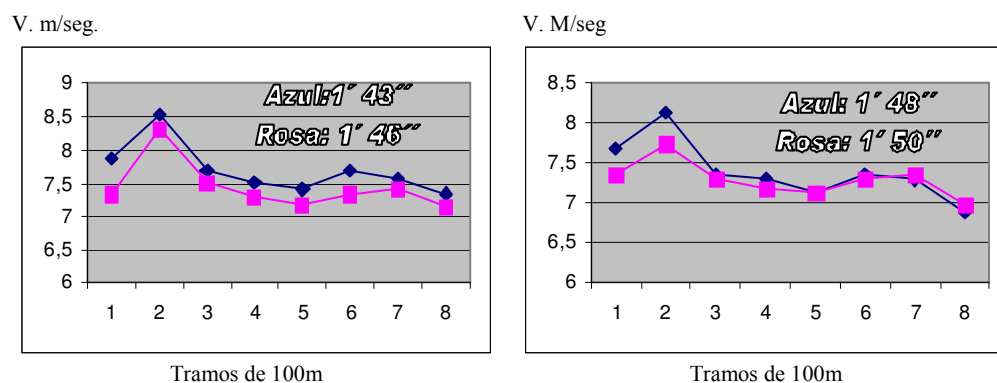 V. m/seg.
9
8,5
8
7,5
7
6,5
6
Azul:1´ 43´´
Rosa: 1´ 46´´
1 2 3 4 5 6 7 8
Tramos de 100m
V. M/seg
8,5
8
7,5
7
6,5
6
Azul: 1´ 48´´
Rosa: 1´ 50´´
1 2 3 4 5 6 7 8
Tramos de 100m